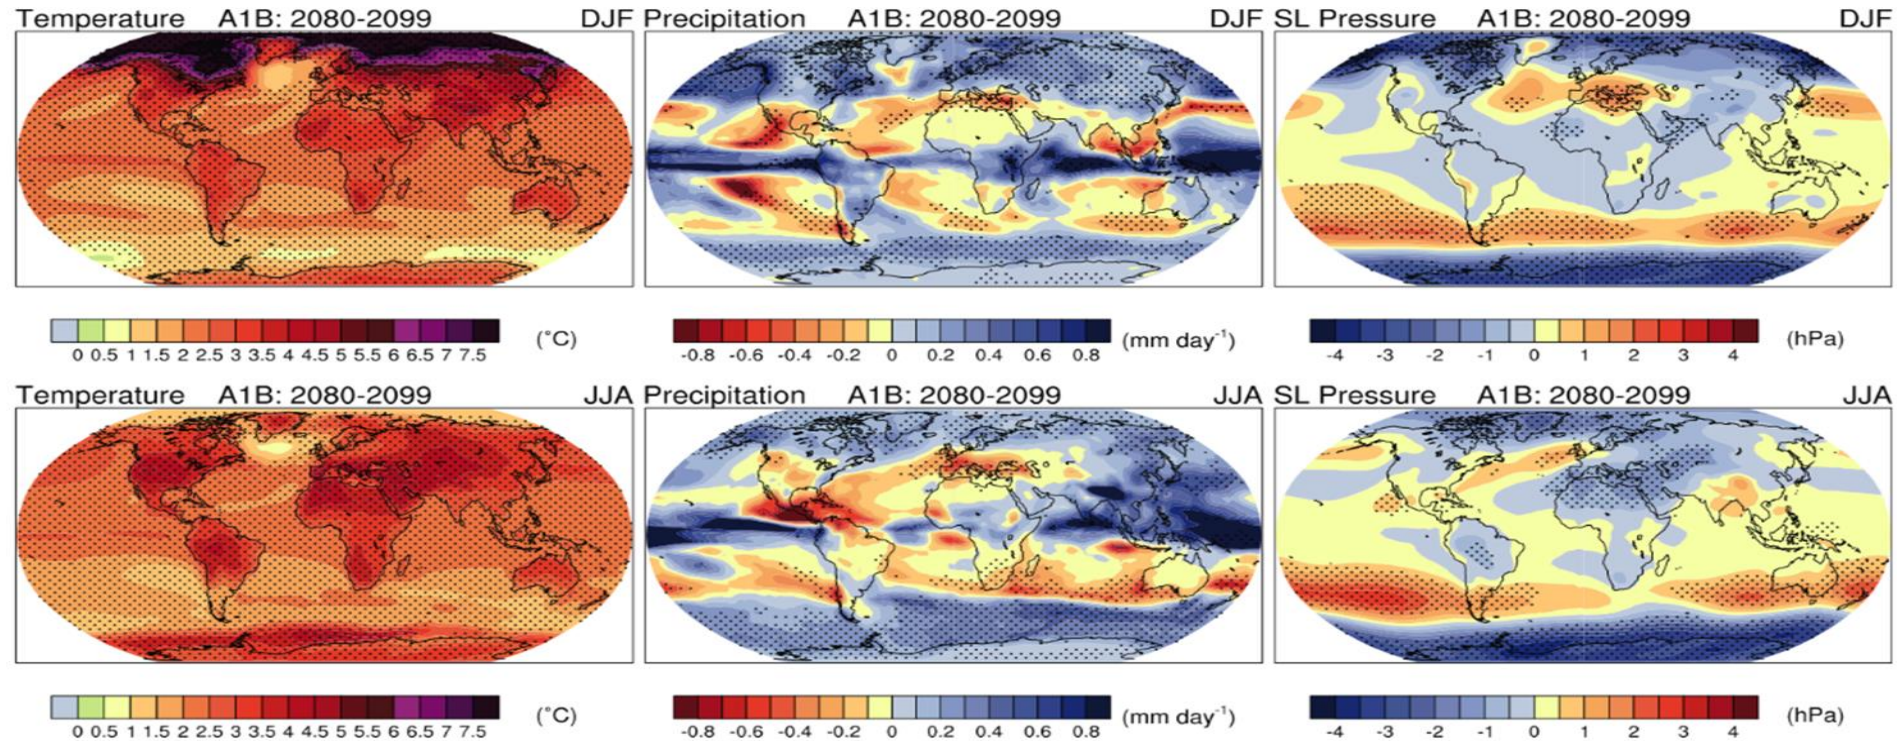 Temperature A1B: 2080-2099 DJF
Precipitation A1B: 2080-2099 DJF
SL Pressure A1B: 2080-2099 DJF
0 0.5 1 1.5 2 2.5 3 3.5 4 4.5 5 5.5 6 6.5 7 7.5 (°C)
-0.8 -0.6 -0.4 -0.2 0 0.2 0.4 0.6 0.8 (mm day⁻¹)
-4 -3 -2 -1 0 1 2 3 4 (hPa)
Temperature A1B: 2080-2099 JJA
Precipitation A1B: 2080-2099 JJA
SL Pressure A1B: 2080-2099 JJA
0 0.5 1 1.5 2 2.5 3 3.5 4 4.5 5 5.5 6 6.5 7 7.5 (°C)
-0.8 -0.6 -0.4 -0.2 0 0.2 0.4 0.6 0.8 (mm day⁻¹)
-4 -3 -2 -1 0 1 2 3 4 (hPa)